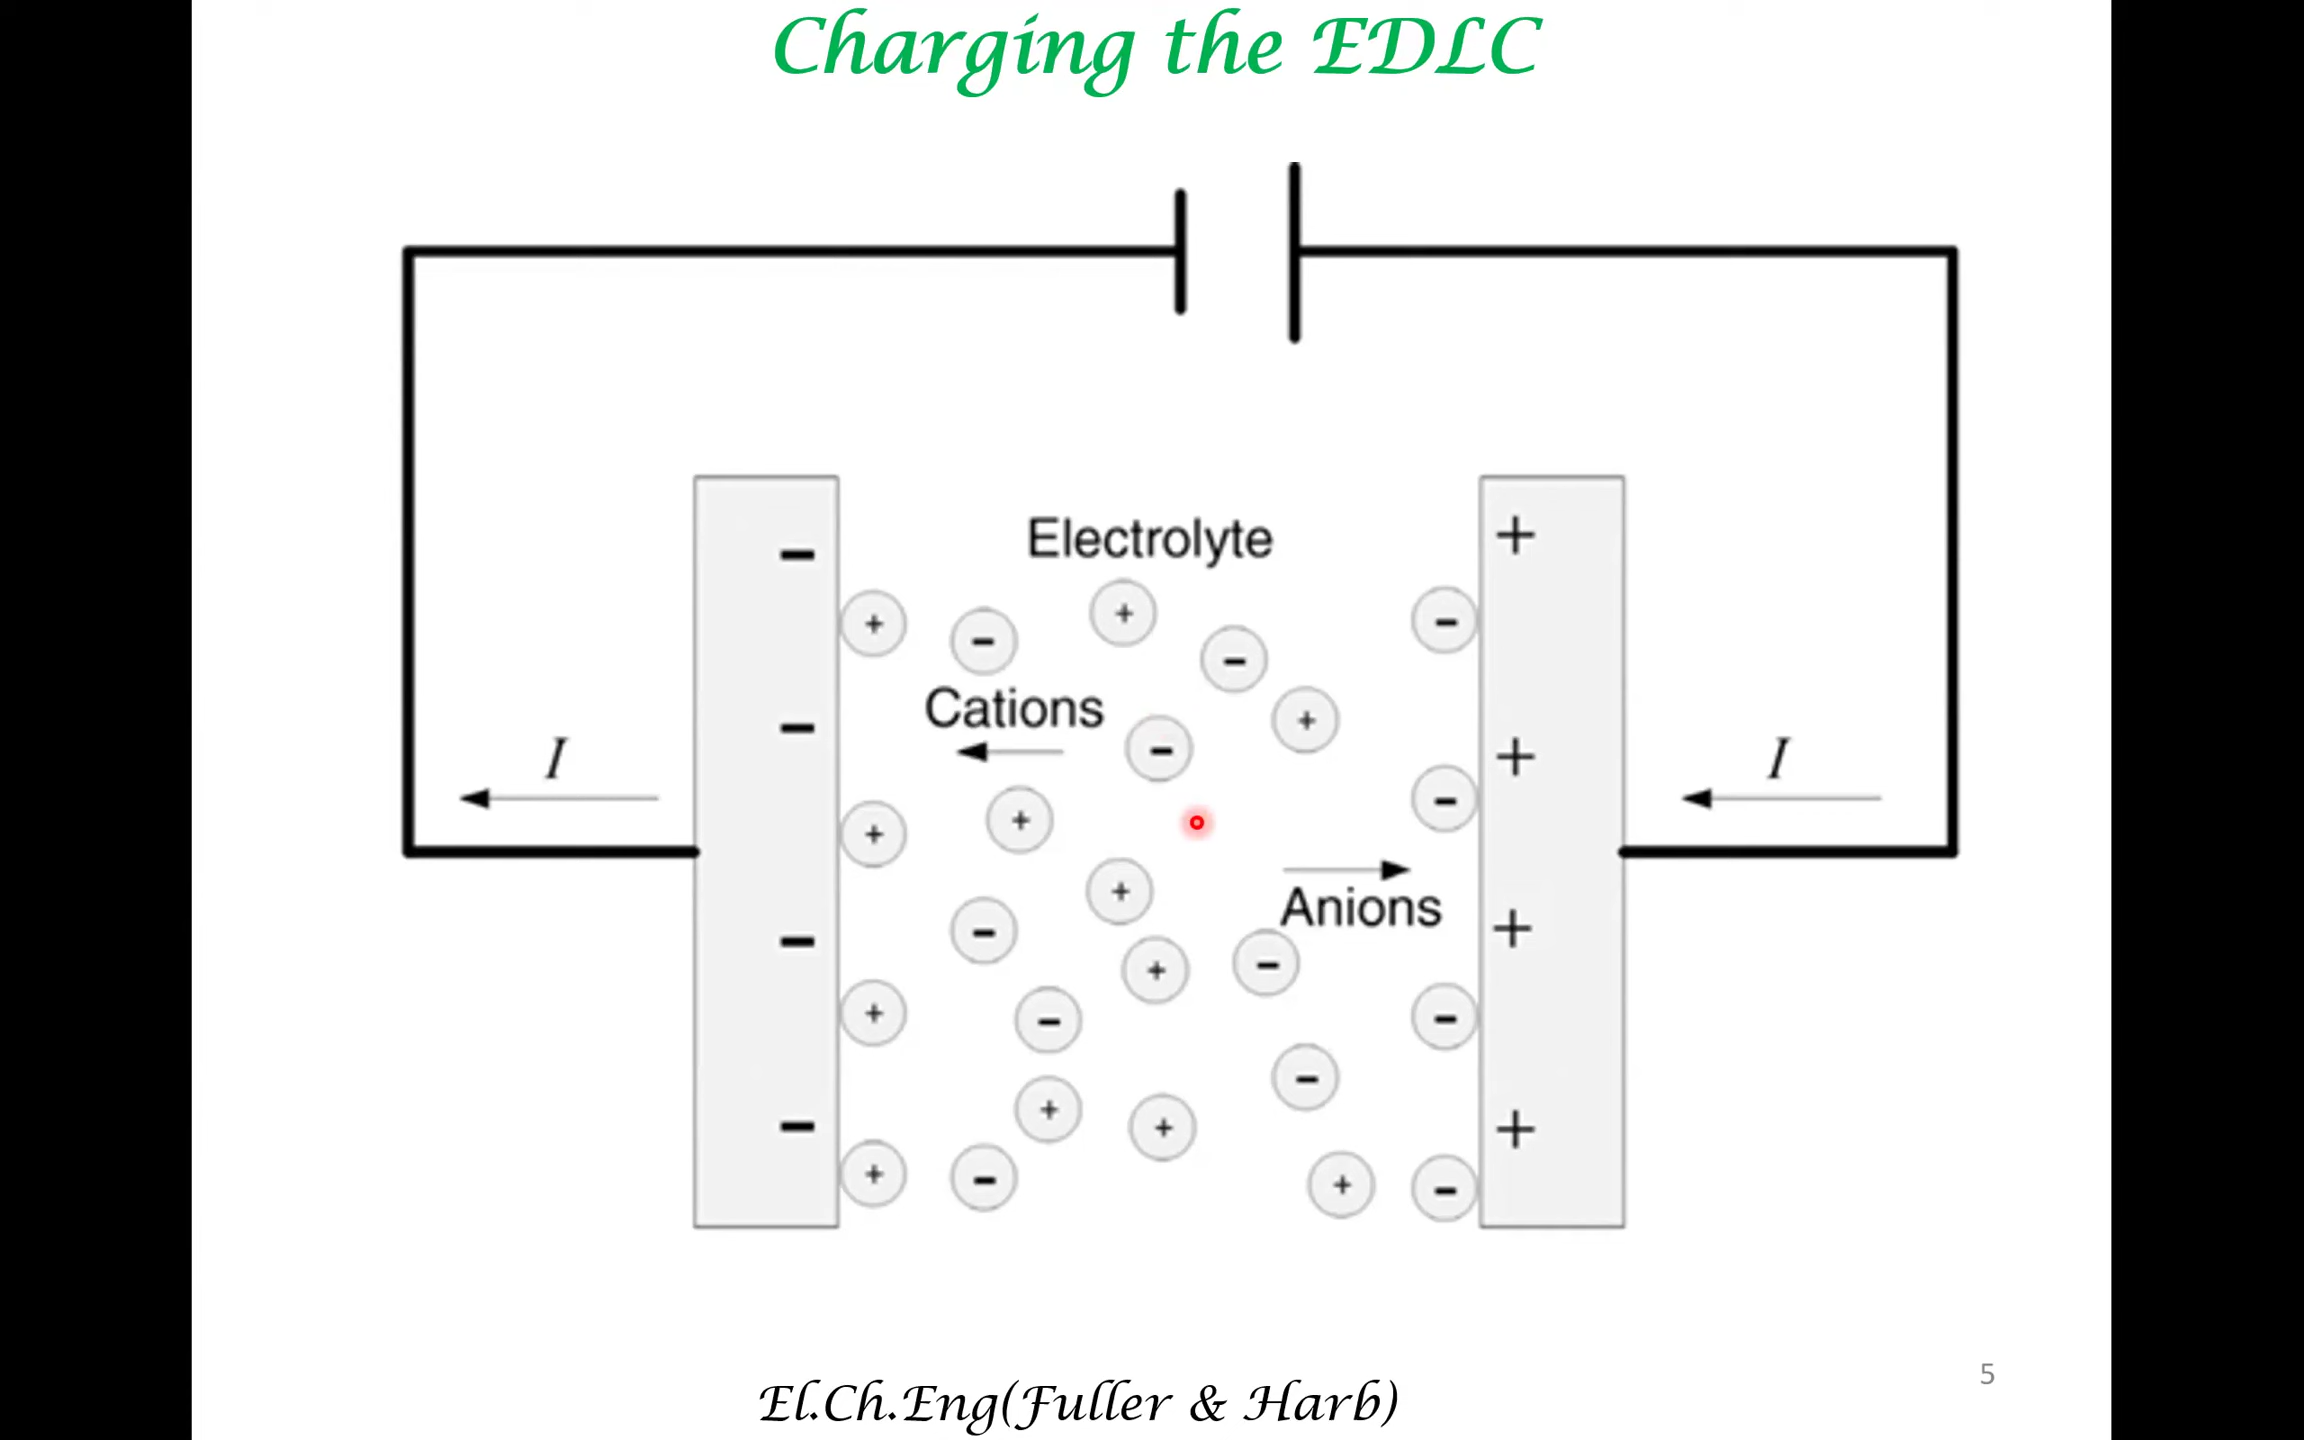 Charging the EDLC
Electrolyte
Cations
I
I
Anions
El.Ch.Eng(Fuller & Harb)
5